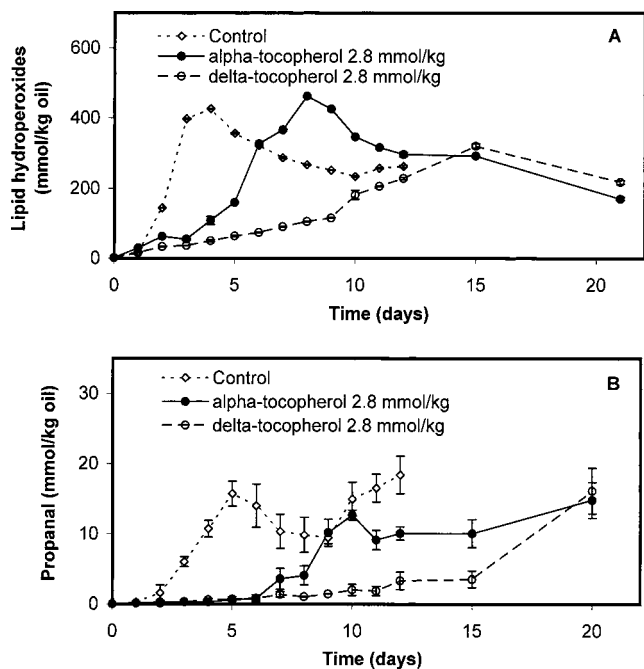 A
Control
alpha-tocopherol 2.8 mmol/kg
delta-tocopherol 2.8 mmol/kg
Lipid hydroperoxides
(mmol/kg oil)
600
400
200
0
0 5 10 15 20
Time (days)
B
Control
alpha-tocopherol 2.8 mmol/kg
delta-tocopherol 2.8 mmol/kg
Propanal (mmol/kg oil)
30
20
10
0
0 5 10 15 20
Time (days)